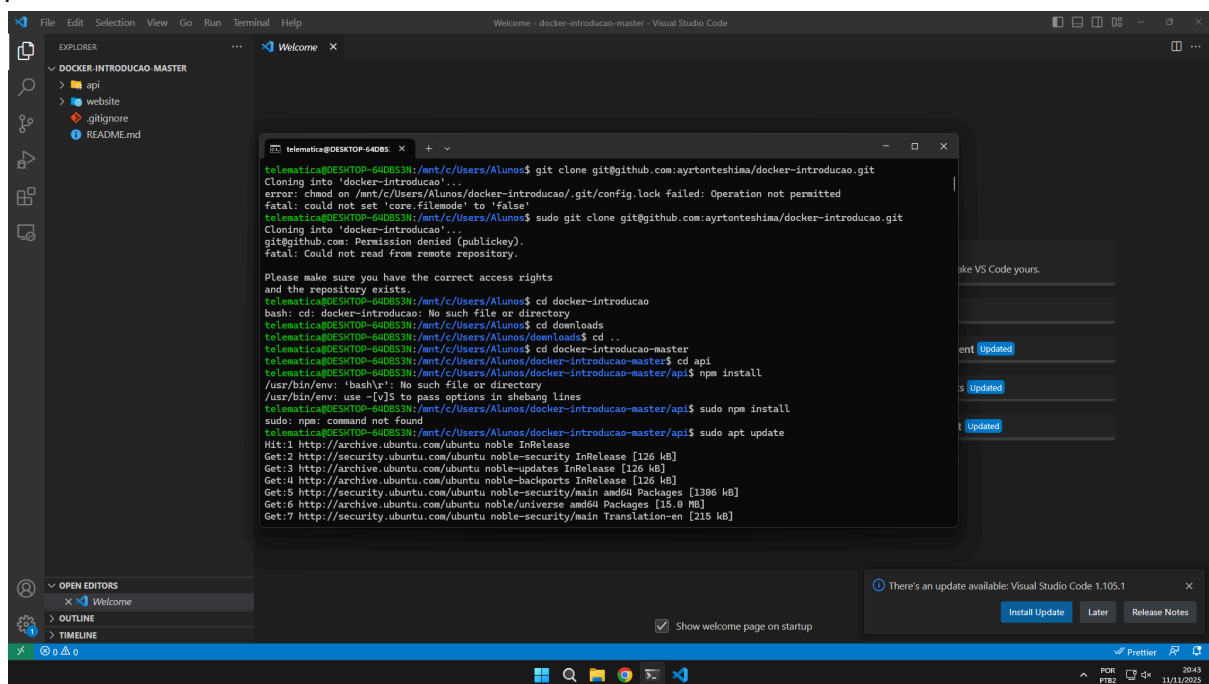 File Edit Selection View Go Run Terminal Help
Welcome - docker-introducao-master - Visual Studio Code
EXPLORER
Welcome
DOCKER-INTRODUCAO-MASTER
api
website
.gitignore
README.md
telematica@DESKTOP-64DBS
telematica@DESKTOP-64DBS3N:/mnt/c/Users/Alunos$ git clone git@github.com:ayrtonteshima/docker-introducao.git
Cloning into 'docker-introducao'...
error: chmod on /mnt/c/Users/Alunos/docker-introducao/.git/config.lock failed: Operation not permitted
fatal: could not set 'core.filemode' to 'false'
telematica@DESKTOP-64DBS3N:/mnt/c/Users/Alunos$ sudo git clone git@github.com:ayrtonteshima/docker-introducao.git
Cloning into 'docker-introducao'...
git@github.com: Permission denied (publickey).
fatal: Could not read from remote repository.
Please make sure you have the correct access rights
and the repository exists.
telematica@DESKTOP-64DBS3N:/mnt/c/Users/Alunos$ cd docker-introducao
bash: cd: docker-introducao: No such file or directory
telematica@DESKTOP-64DBS3N:/mnt/c/Users/Alunos$ cd downloads
telematica@DESKTOP-64DBS3N:/mnt/c/Users/Alunos/downloads$ cd ..
telematica@DESKTOP-64DBS3N:/mnt/c/Users/Alunos$ cd docker-introducao-master
telematica@DESKTOP-64DBS3N:/mnt/c/Users/Alunos/docker-introducao-master$ cd api
telematica@DESKTOP-64DBS3N:/mnt/c/Users/Alunos/docker-introducao-master/api$ npm install
/usr/bin/env: ‘bash\r’: No such file or directory
/usr/bin/env: use -[v]S to pass options in shebang lines
telematica@DESKTOP-64DBS3N:/mnt/c/Users/Alunos/docker-introducao-master/api$ sudo npm install
sudo: npm: command not found
telematica@DESKTOP-64DBS3N:/mnt/c/Users/Alunos/docker-introducao-master/api$ sudo apt update
Hit:1 http://archive.ubuntu.com/ubuntu noble InRelease
Get:2 http://security.ubuntu.com/ubuntu noble-security InRelease [126 kB]
Get:3 http://archive.ubuntu.com/ubuntu noble-updates InRelease [126 kB]
Get:4 http://archive.ubuntu.com/ubuntu noble-backports InRelease [126 kB]
Get:5 http://security.ubuntu.com/ubuntu noble-security/main amd64 Packages [1306 kB]
Get:6 http://archive.ubuntu.com/ubuntu noble/universe amd64 Packages [15.0 MB]
Get:7 http://security.ubuntu.com/ubuntu noble-security/main Translation-en [215 kB]
ake VS Code yours.
ent Updated
s Updated
t Updated
OPEN EDITORS
Welcome
OUTLINE
TIMELINE
Show welcome page on startup
There's an update available: Visual Studio Code 1.105.1
Install Update
Later
Release Notes
1
0 0
Prettier
POR
PTB2
20:43
11/11/2025